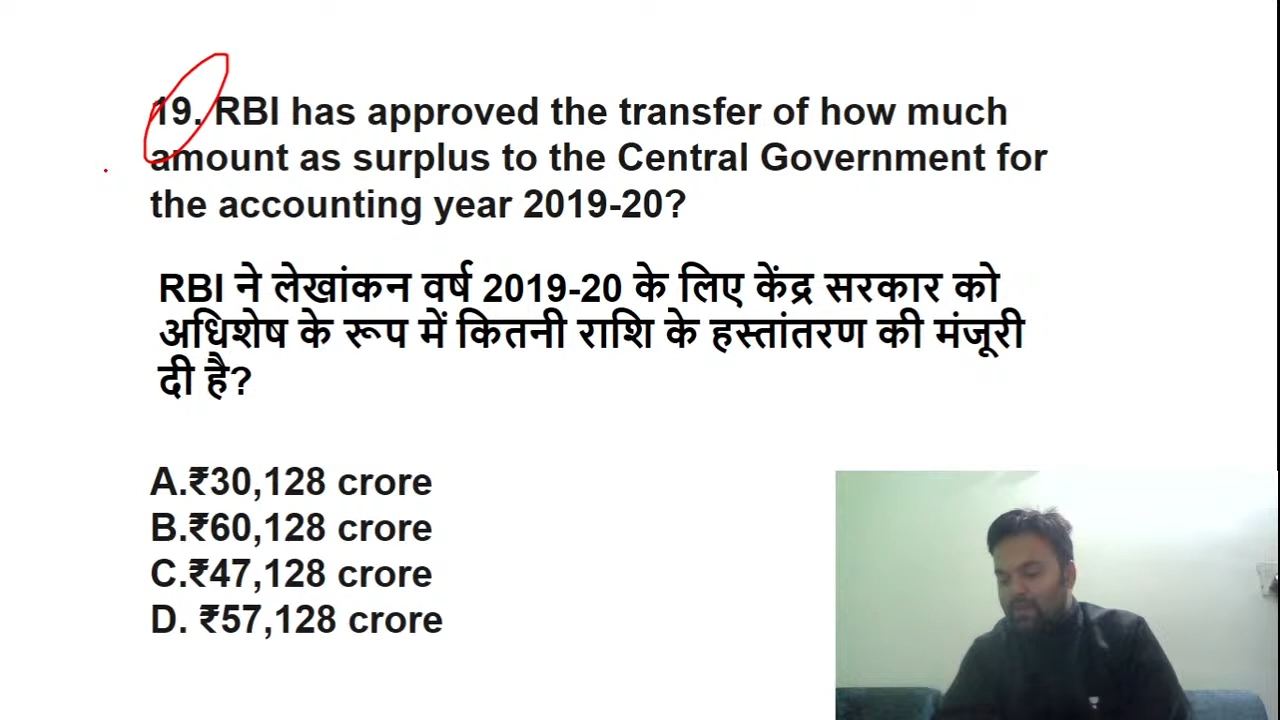 19. RBI has approved the transfer of how much
amount as surplus to the Central Government for
the accounting year 2019-20?
RBI ने लेखांकन वर्ष 2019-20 के लिए केंद्र सरकार को
अधिशेष के रूप में कितनी राशि के हस्तांतरण की मंजूरी
दी है?
A.₹30,128 crore
B.₹60,128 crore
C.₹47,128 crore
D. ₹57,128 crore